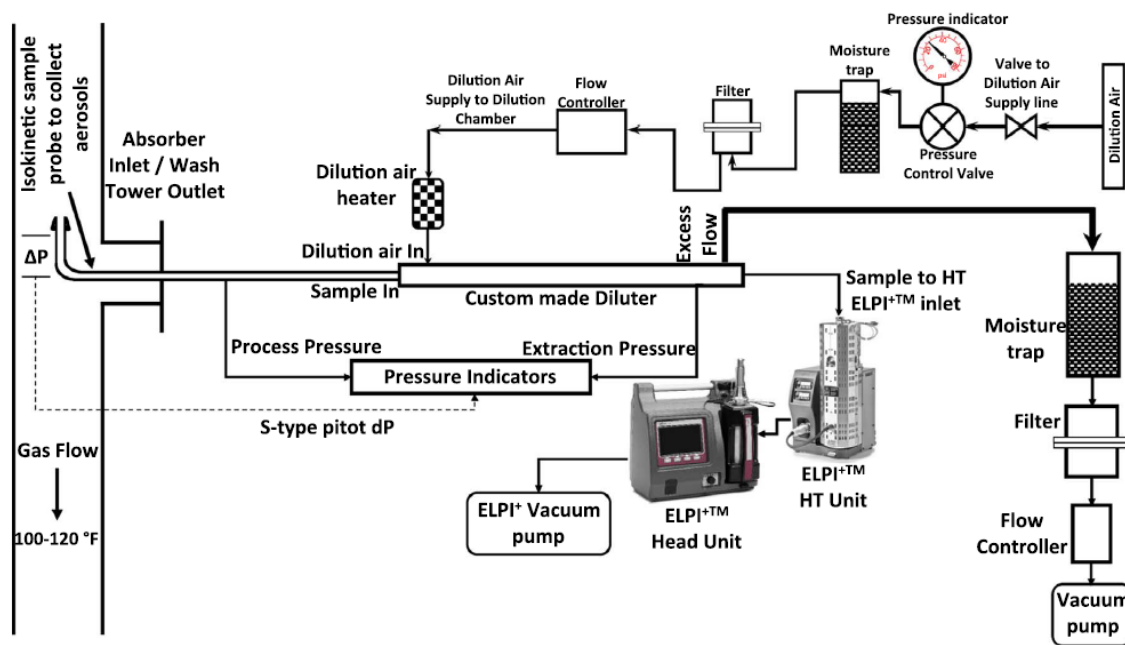 Isokinetic sample
probe to collect
aerosols
ΔP
Absorber
Inlet / Wash
Tower Outlet
Dilution Air
Supply to Dilution
Chamber
Flow
Controller
Filter
Moisture
trap
Pressure indicator
psi
Pressure
Control Valve
Valve to
Dilution Air
Supply line
Dilution Air
Dilution air
heater
Dilution air In
Sample In
Custom made Diluter
Excess
Flow
Sample to HT
ELPI+TM inlet
Process Pressure
Extraction Pressure
Pressure Indicators
S-type pitot dP
Gas Flow
100-120 °F
ELPI+ Vacuum
pump
ELPI+TM
Head Unit
ELPI+TM
HT Unit
Moisture
trap
Filter
Flow
Controller
Vacuum
pump